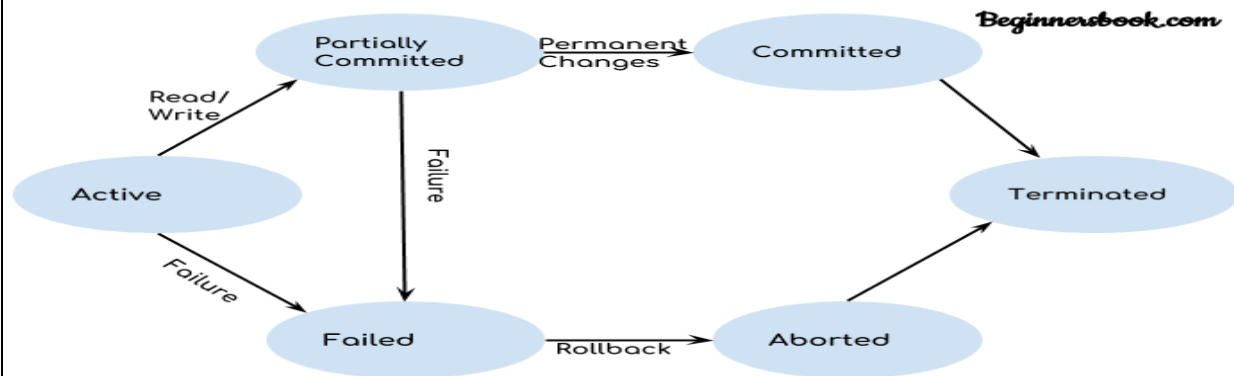 Beginnersbook.com
Partially
Committed
Permanent
Changes
Committed
Read/
Write
Failure
Active
Terminated
Failure
Failed
Rollback
Aborted